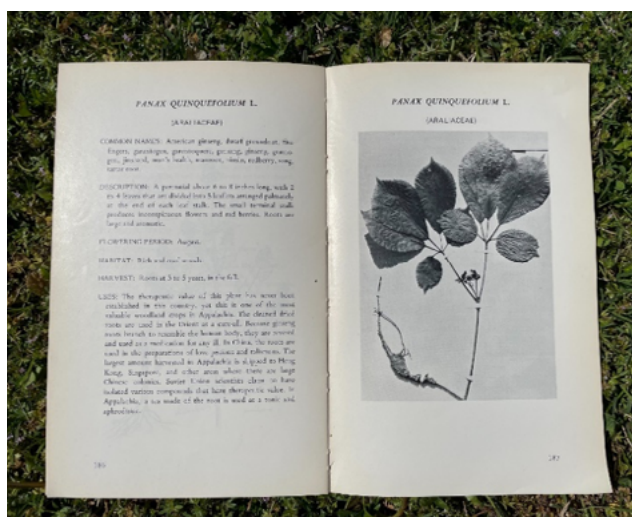 PANAX QUINQUEFOLIUM L.
(ARALIACEAE)
COMMON NAMES: American ginseng, dwarf groundnut, five
fingers, garantogen, garentoquen, ginseng,
man's health, redberry, sang,
DESCRIPTION: A perennial about 6 to 8 inches long, with 2
to 4 leaves that are divided into 5 leaflets arranged palmately
at the end of each leaf stalk. The small terminal stalk
produces inconspicuous flowers and red berries. Roots are
large and aromatic.
FLOWERING PERIOD: August.
HABITAT: Rich and cool woods.
HARVEST: Roots at 5 to 5 years, in the fall.
USES: The therapeutic value of this plant has never been
established in this country, yet this is one of the most
valuable woodland crops in Appalachia. The cleaned dried
roots are used in the Orient as a cure-all. Because ginseng
roots branch to resemble the human body, they are revered
and used as a medication for any ill. In China, the roots are
used in the preparations of love potions and talismans. The
largest amount harvested in Appalachia is shipped to Hong
Kong, Singapore, and other areas where there are large
Chinese colonies. Soviet Union scientists claim to have
isolated various compounds that have therapeutic value. In
Appalachia, a tea made of the root is used as a tonic and
aphrodisiac.
186
PANAX QUINQUEFOLIUM L.
(ARALIACEAE)
187